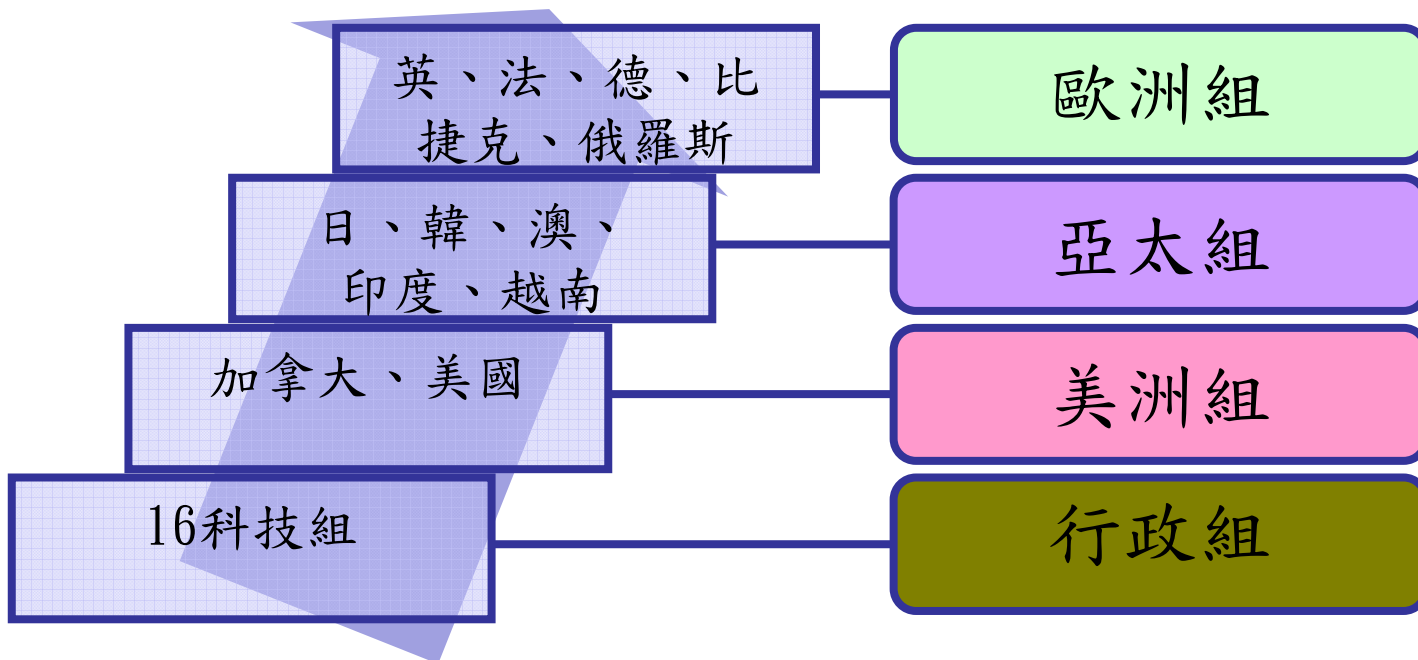 英、法、德、比
捷克、俄羅斯
歐洲組
日、韓、澳、
印度、越南
亞太組
加拿大、美國
美洲組
16科技組
行政組